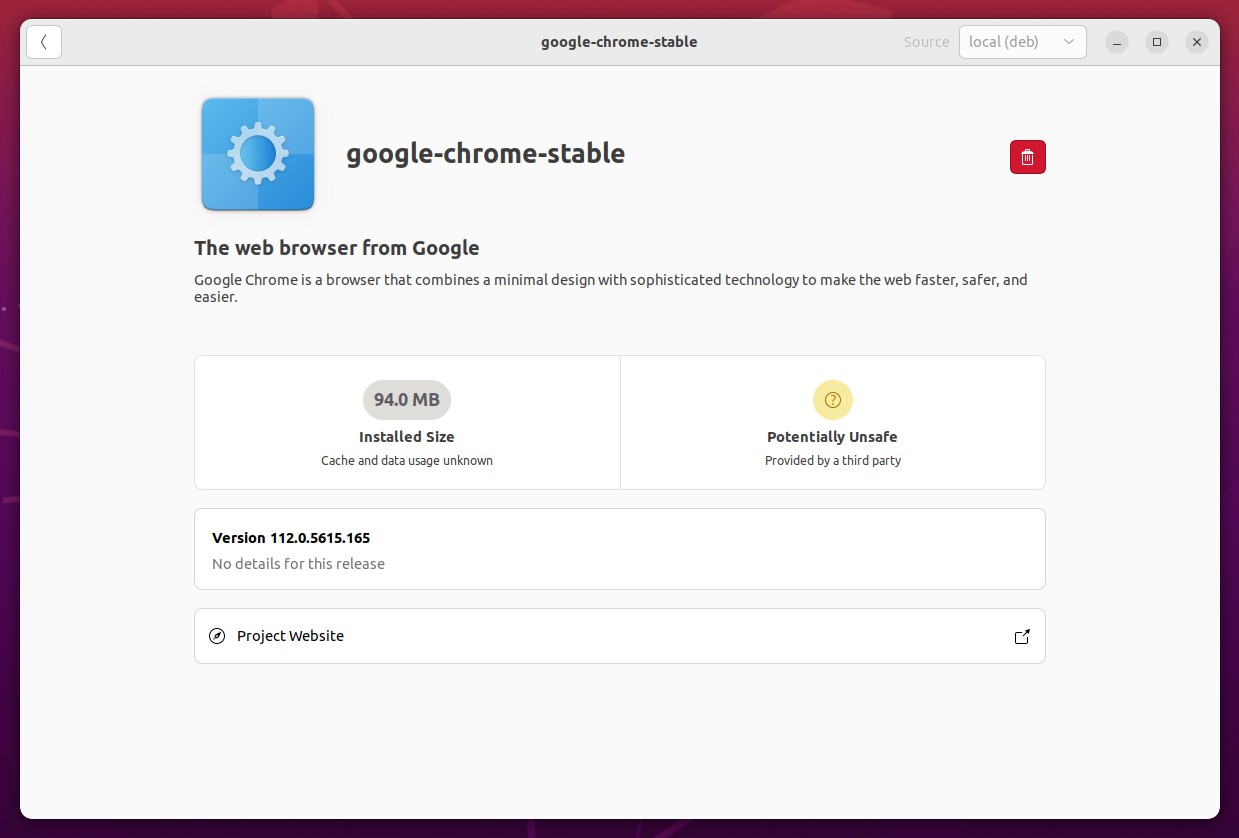 google-chrome-stable
Source
local (deb)
google-chrome-stable
The web browser from Google
Google Chrome is a browser that combines a minimal design with sophisticated technology to make the web faster, safer, and
easier.
94.0 MB
Installed Size
Cache and data usage unknown
?
Potentially Unsafe
Provided by a third party
Version 112.0.5615.165
No details for this release
Project Website